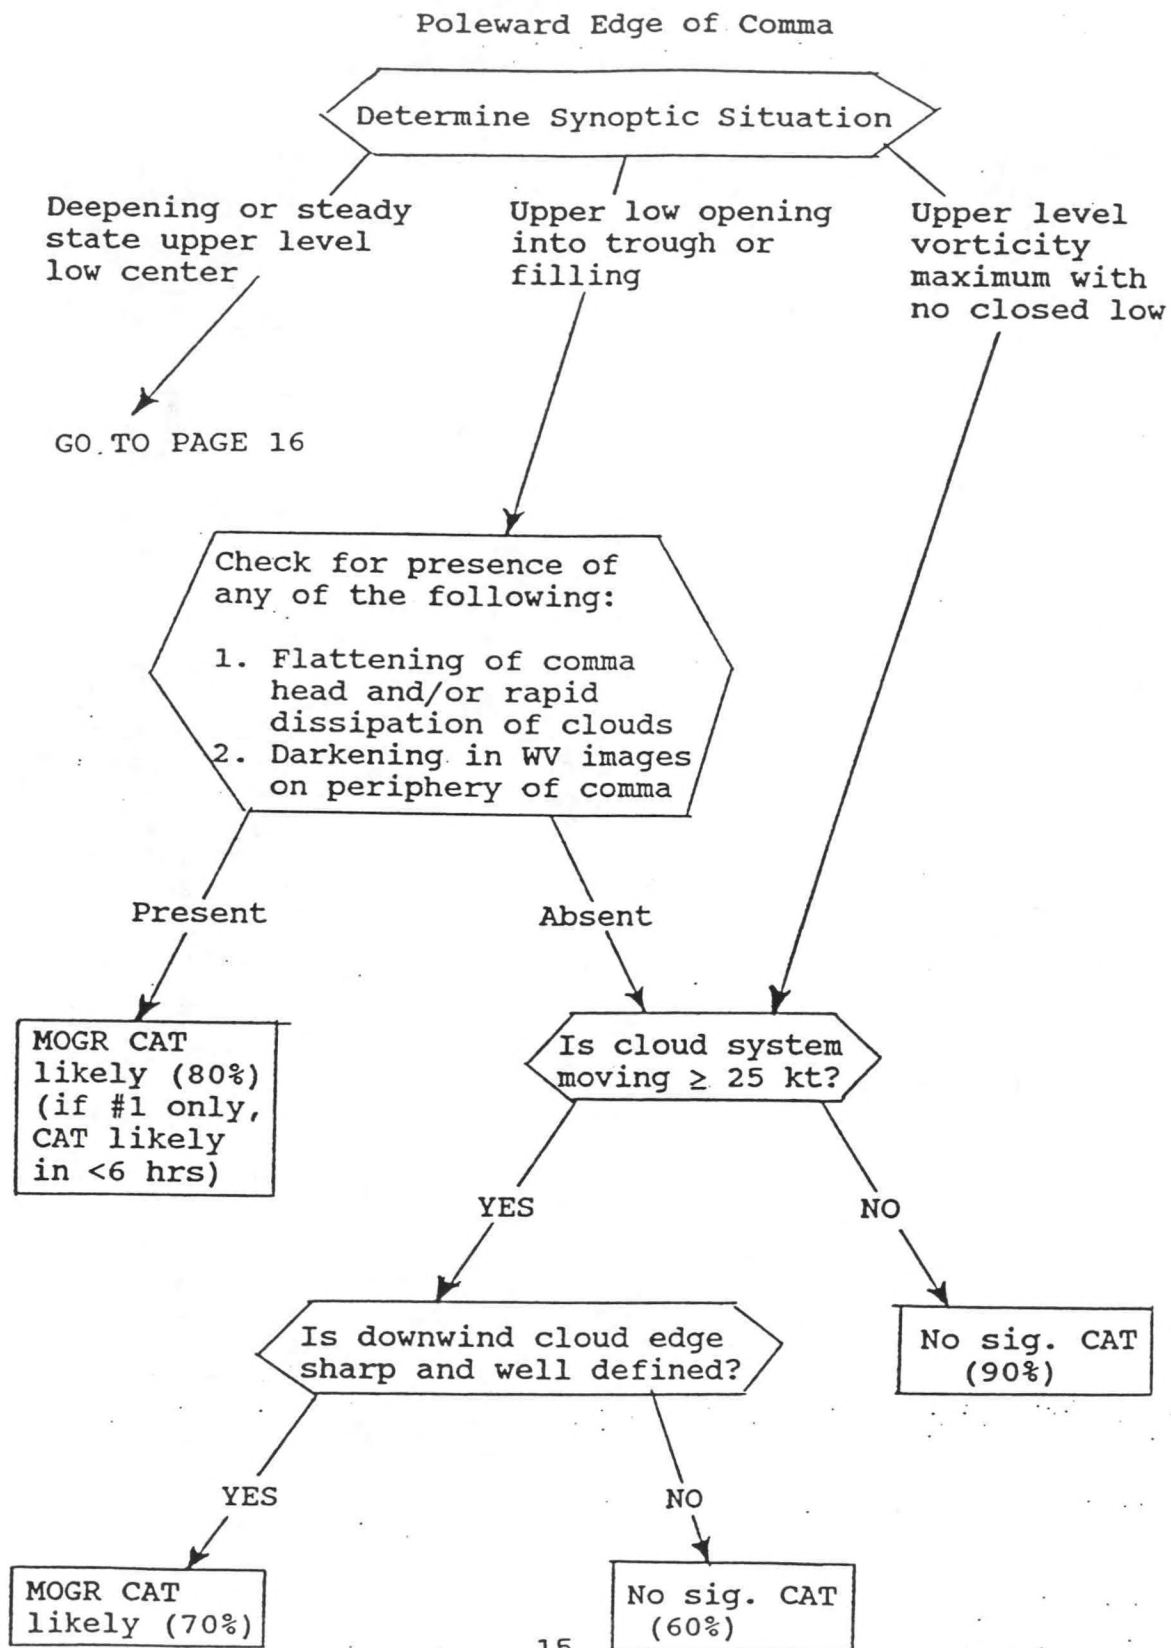 Poleward Edge of Comma
Determine Synoptic Situation
Deepening or steady
state upper level
low center
Upper low opening
into trough or
filling
Upper level
vorticity
maximum with
no closed low
GO TO PAGE 16
Check for presence of
any of the following:
1. Flattening of comma
head and/or rapid
dissipation of clouds
2. Darkening in WV images
on periphery of comma
Present
Absent
MOGR CAT
likely (80%)
(if #1 only,
CAT likely
in <6 hrs)
Is cloud system
moving ≥ 25 kt?
YES
NO
Is downwind cloud edge
sharp and well defined?
No sig. CAT
(90%)
YES
NO
MOGR CAT
likely (70%)
No sig. CAT
(60%)
15